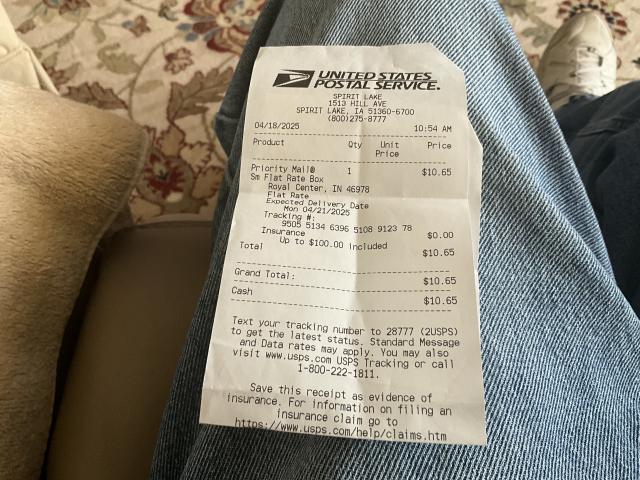 UNITED STATES
POSTAL SERVICE.
SPIRIT LAKE
1513 HILL AVE
SPIRIT LAKE, IA 51360-6700
(800)275-8777
04/18/2025 10:54 AM
Product Qty Unit Price
Price
Priority Mail® 1 $10.65
Sm Flat Rate Box
Royal Center, IN 46978
Flat Rate
Expected Delivery Date
Mon 04/21/2025
Tracking #:
9505 5134 6396 5108 9123 78
Insurance $0.00
Up to $100.00 included
Total $10.65
Grand Total: $10.65
Cash $10.65
Text your tracking number to 28777 (2USPS)
to get the latest status. Standard Message
and Data rates may apply. You may also
visit www.usps.com USPS Tracking or call
1-800-222-1811.
Save this receipt as evidence of
insurance. For information on filing an
insurance claim go to
https://www.usps.com/help/claims.htm